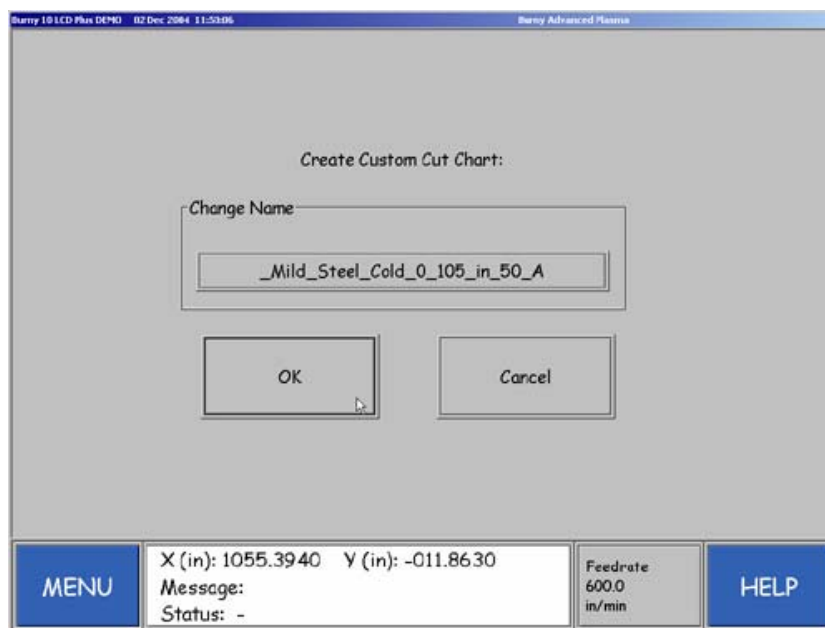 Burny 10 LCD Plus DEMO 02 Dec 2004 11:53:06 Burny Advanced Plasma
Create Custom Cut Chart:
Change Name
_Mild_Steel_Cold_0_105_in_50_A
OK Cancel
MENU
X (in): 1055.3940 Y (in): -011.8630
Message:
Status: -
Feedrate
600.0
in/min
HELP